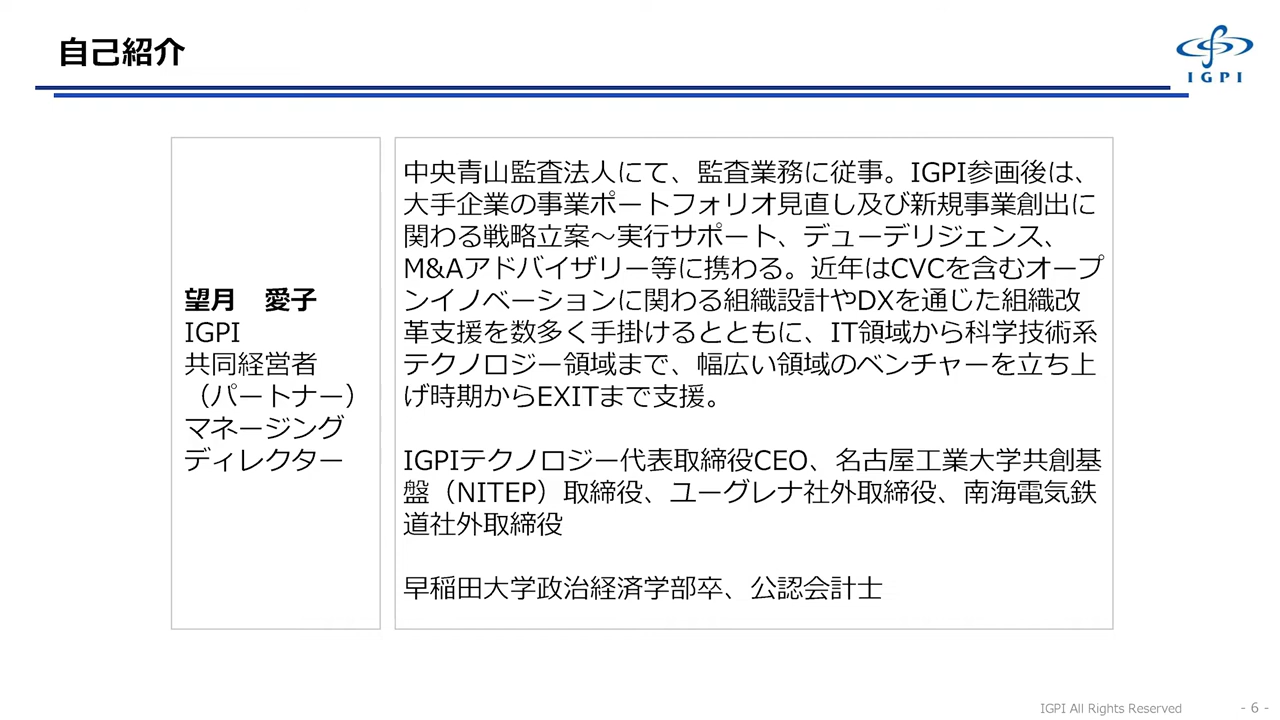 自己紹介
IGPI
望月　愛子
IGPI
共同経営者
（パートナー）
マネージング
ディレクター
中央青山監査法人にて、監査業務に従事。IGPI参画後は、
大手企業の事業ポートフォリオ見直し及び新規事業創出に
関わる戦略立案～実行サポート、デューデリジェンス、
M&Aアドバイザリー等に携わる。近年はCVCを含むオープ
ンイノベーションに関わる組織設計やDXを通じた組織改
革支援を数多く手掛けるとともに、IT領域から科学技術系
テクノロジー領域まで、幅広い領域のベンチャーを立ち上
げ時期からEXITまで支援。
IGPIテクノロジー代表取締役CEO、名古屋工業大学共創基
盤（NITEP）取締役、ユーグレナ社外取締役、南海電気鉄
道社外取締役
早稲田大学政治経済学部卒、公認会計士
IGPI All Rights Reserved
- 6 -